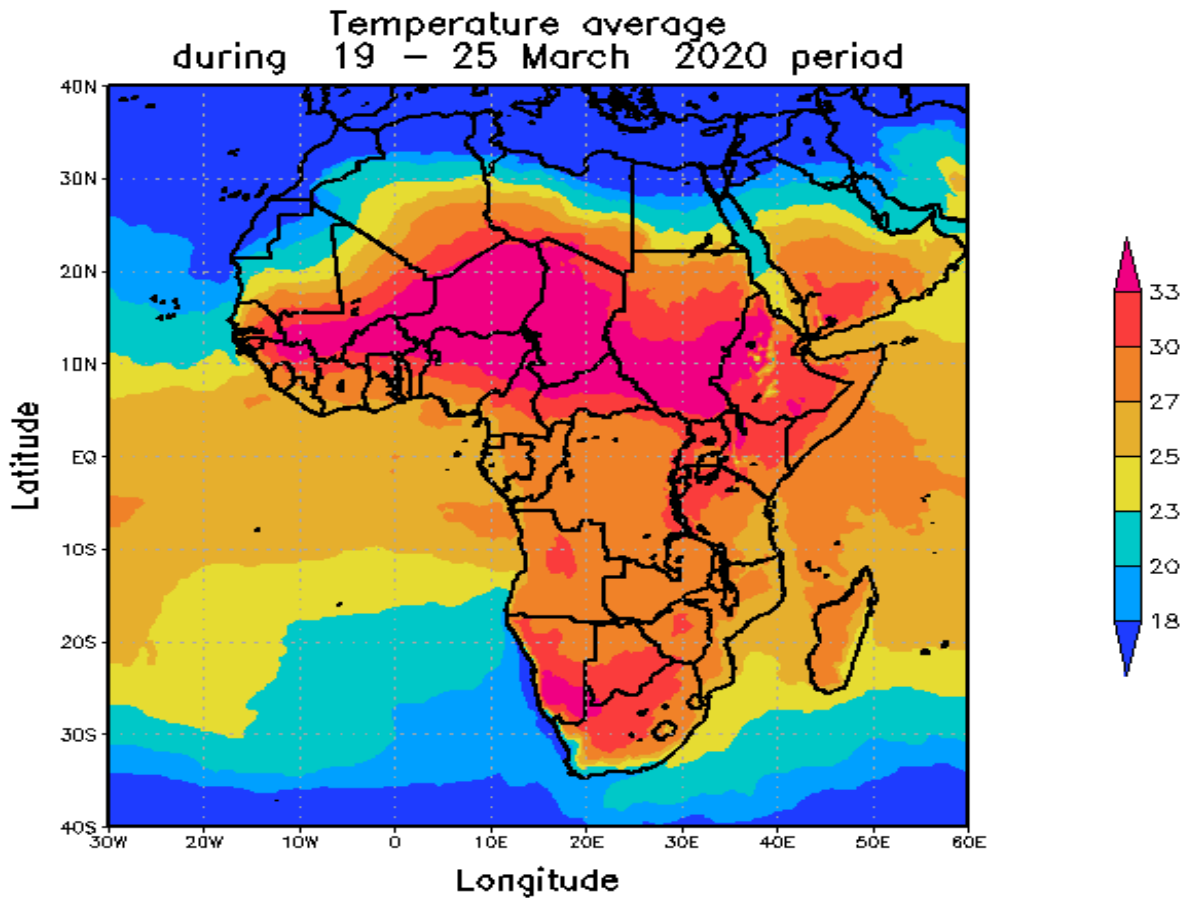 Temperature average
during 19 – 25 March 2020 period
40N
30N
20N
10N
EQ
10S
20S
30S
40S
Latitude
30W 20W 10W 0 10E 20E 30E 40E 50E 60E
Longitude
33
30
27
25
23
20
18